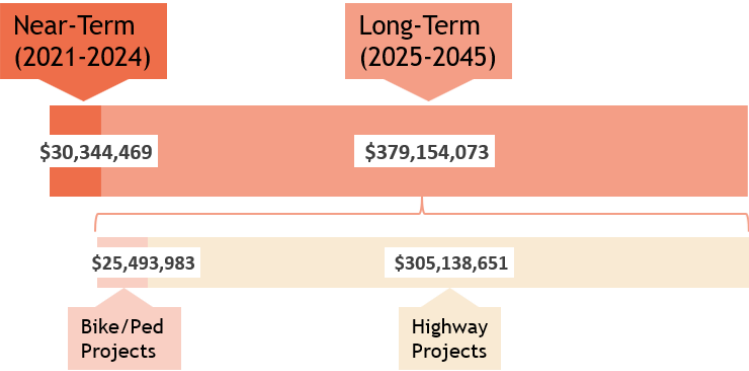 Near-Term
(2021-2024)
Long-Term
(2025-2045)
$30,344,469
$379,154,073
$25,493,983
$305,138,651
Bike/Ped
Projects
Highway
Projects